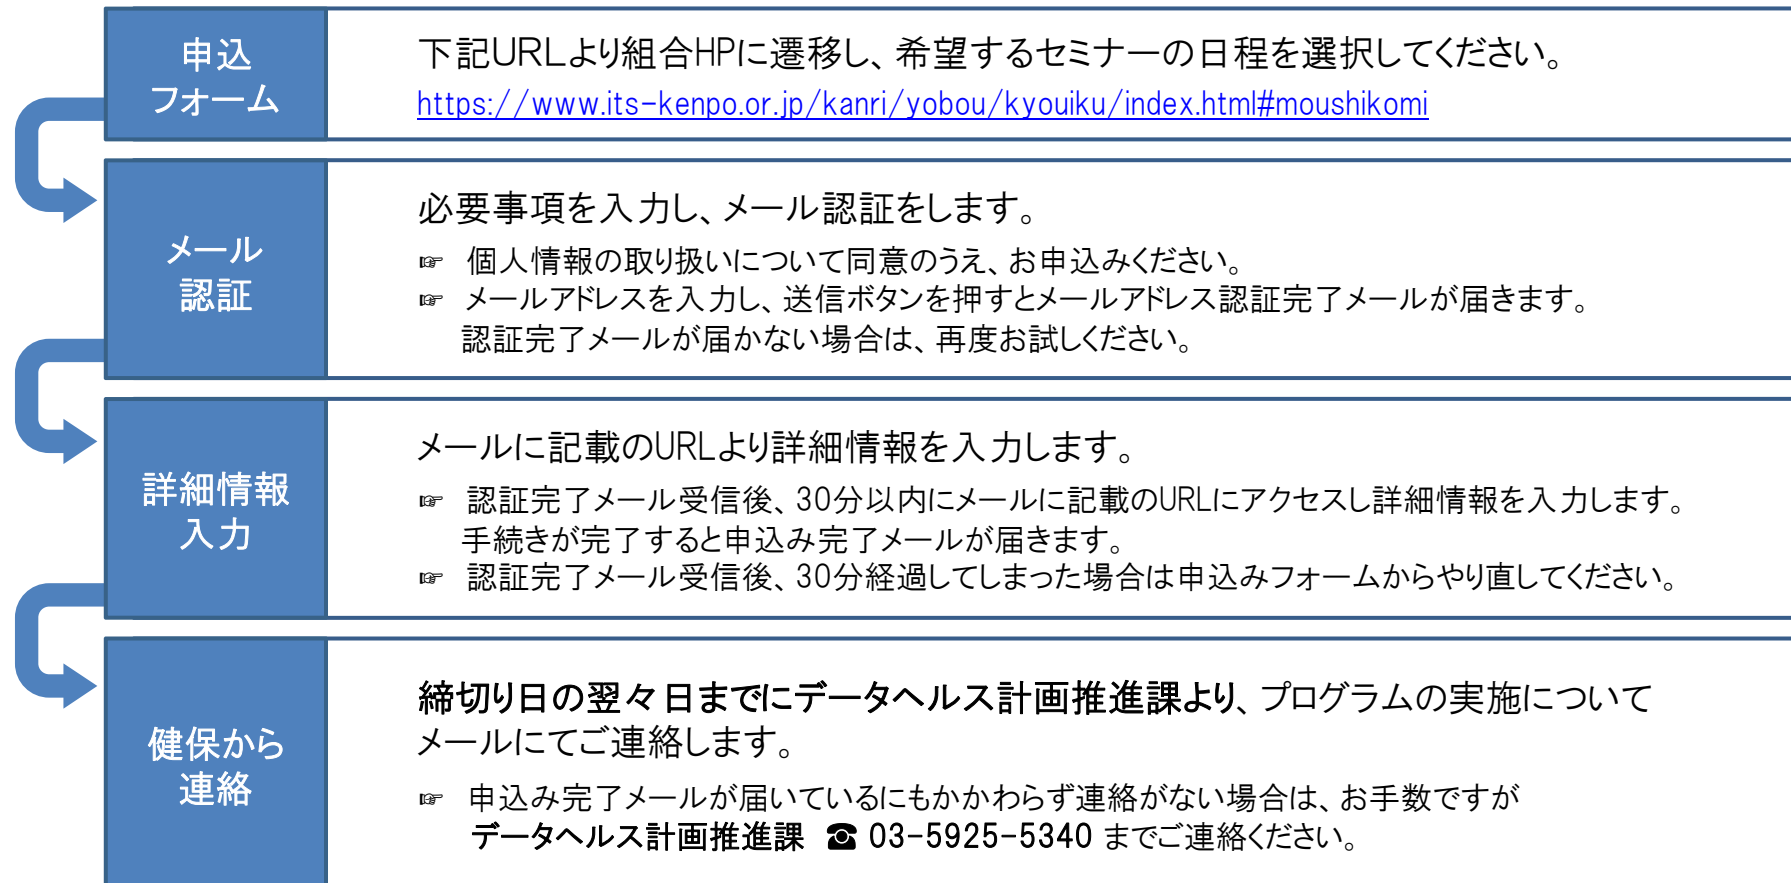 申込
フォーム
下記URLより組合HPに遷移し、希望するセミナーの日程を選択してください。
https://www.its-kenpo.or.jp/kanri/yobou/kyouiku/index.html#moushikomi
メール
認証
必要事項を入力し、メール認証をします。
☞ 個人情報の取り扱いについて同意のうえ、お申込みください。
☞ メールアドレスを入力し、送信ボタンを押すとメールアドレス認証完了メールが届きます。
認証完了メールが届かない場合は、再度お試しください。
詳細情報
入力
メールに記載のURLより詳細情報を入力します。
☞ 認証完了メール受信後、30分以内にメールに記載のURLにアクセスし詳細情報を入力します。
手続きが完了すると申込み完了メールが届きます。
☞ 認証完了メール受信後、30分経過してしまった場合は申込みフォームからやり直してください。
健保から
連絡
締切り日の翌々日までにデータヘルス計画推進課より、プログラムの実施について
メールにてご連絡します。
☞ 申込み完了メールが届いているにもかかわらず連絡がない場合は、お手数ですが
データヘルス計画推進課 ☎ 03-5925-5340 までご連絡ください。